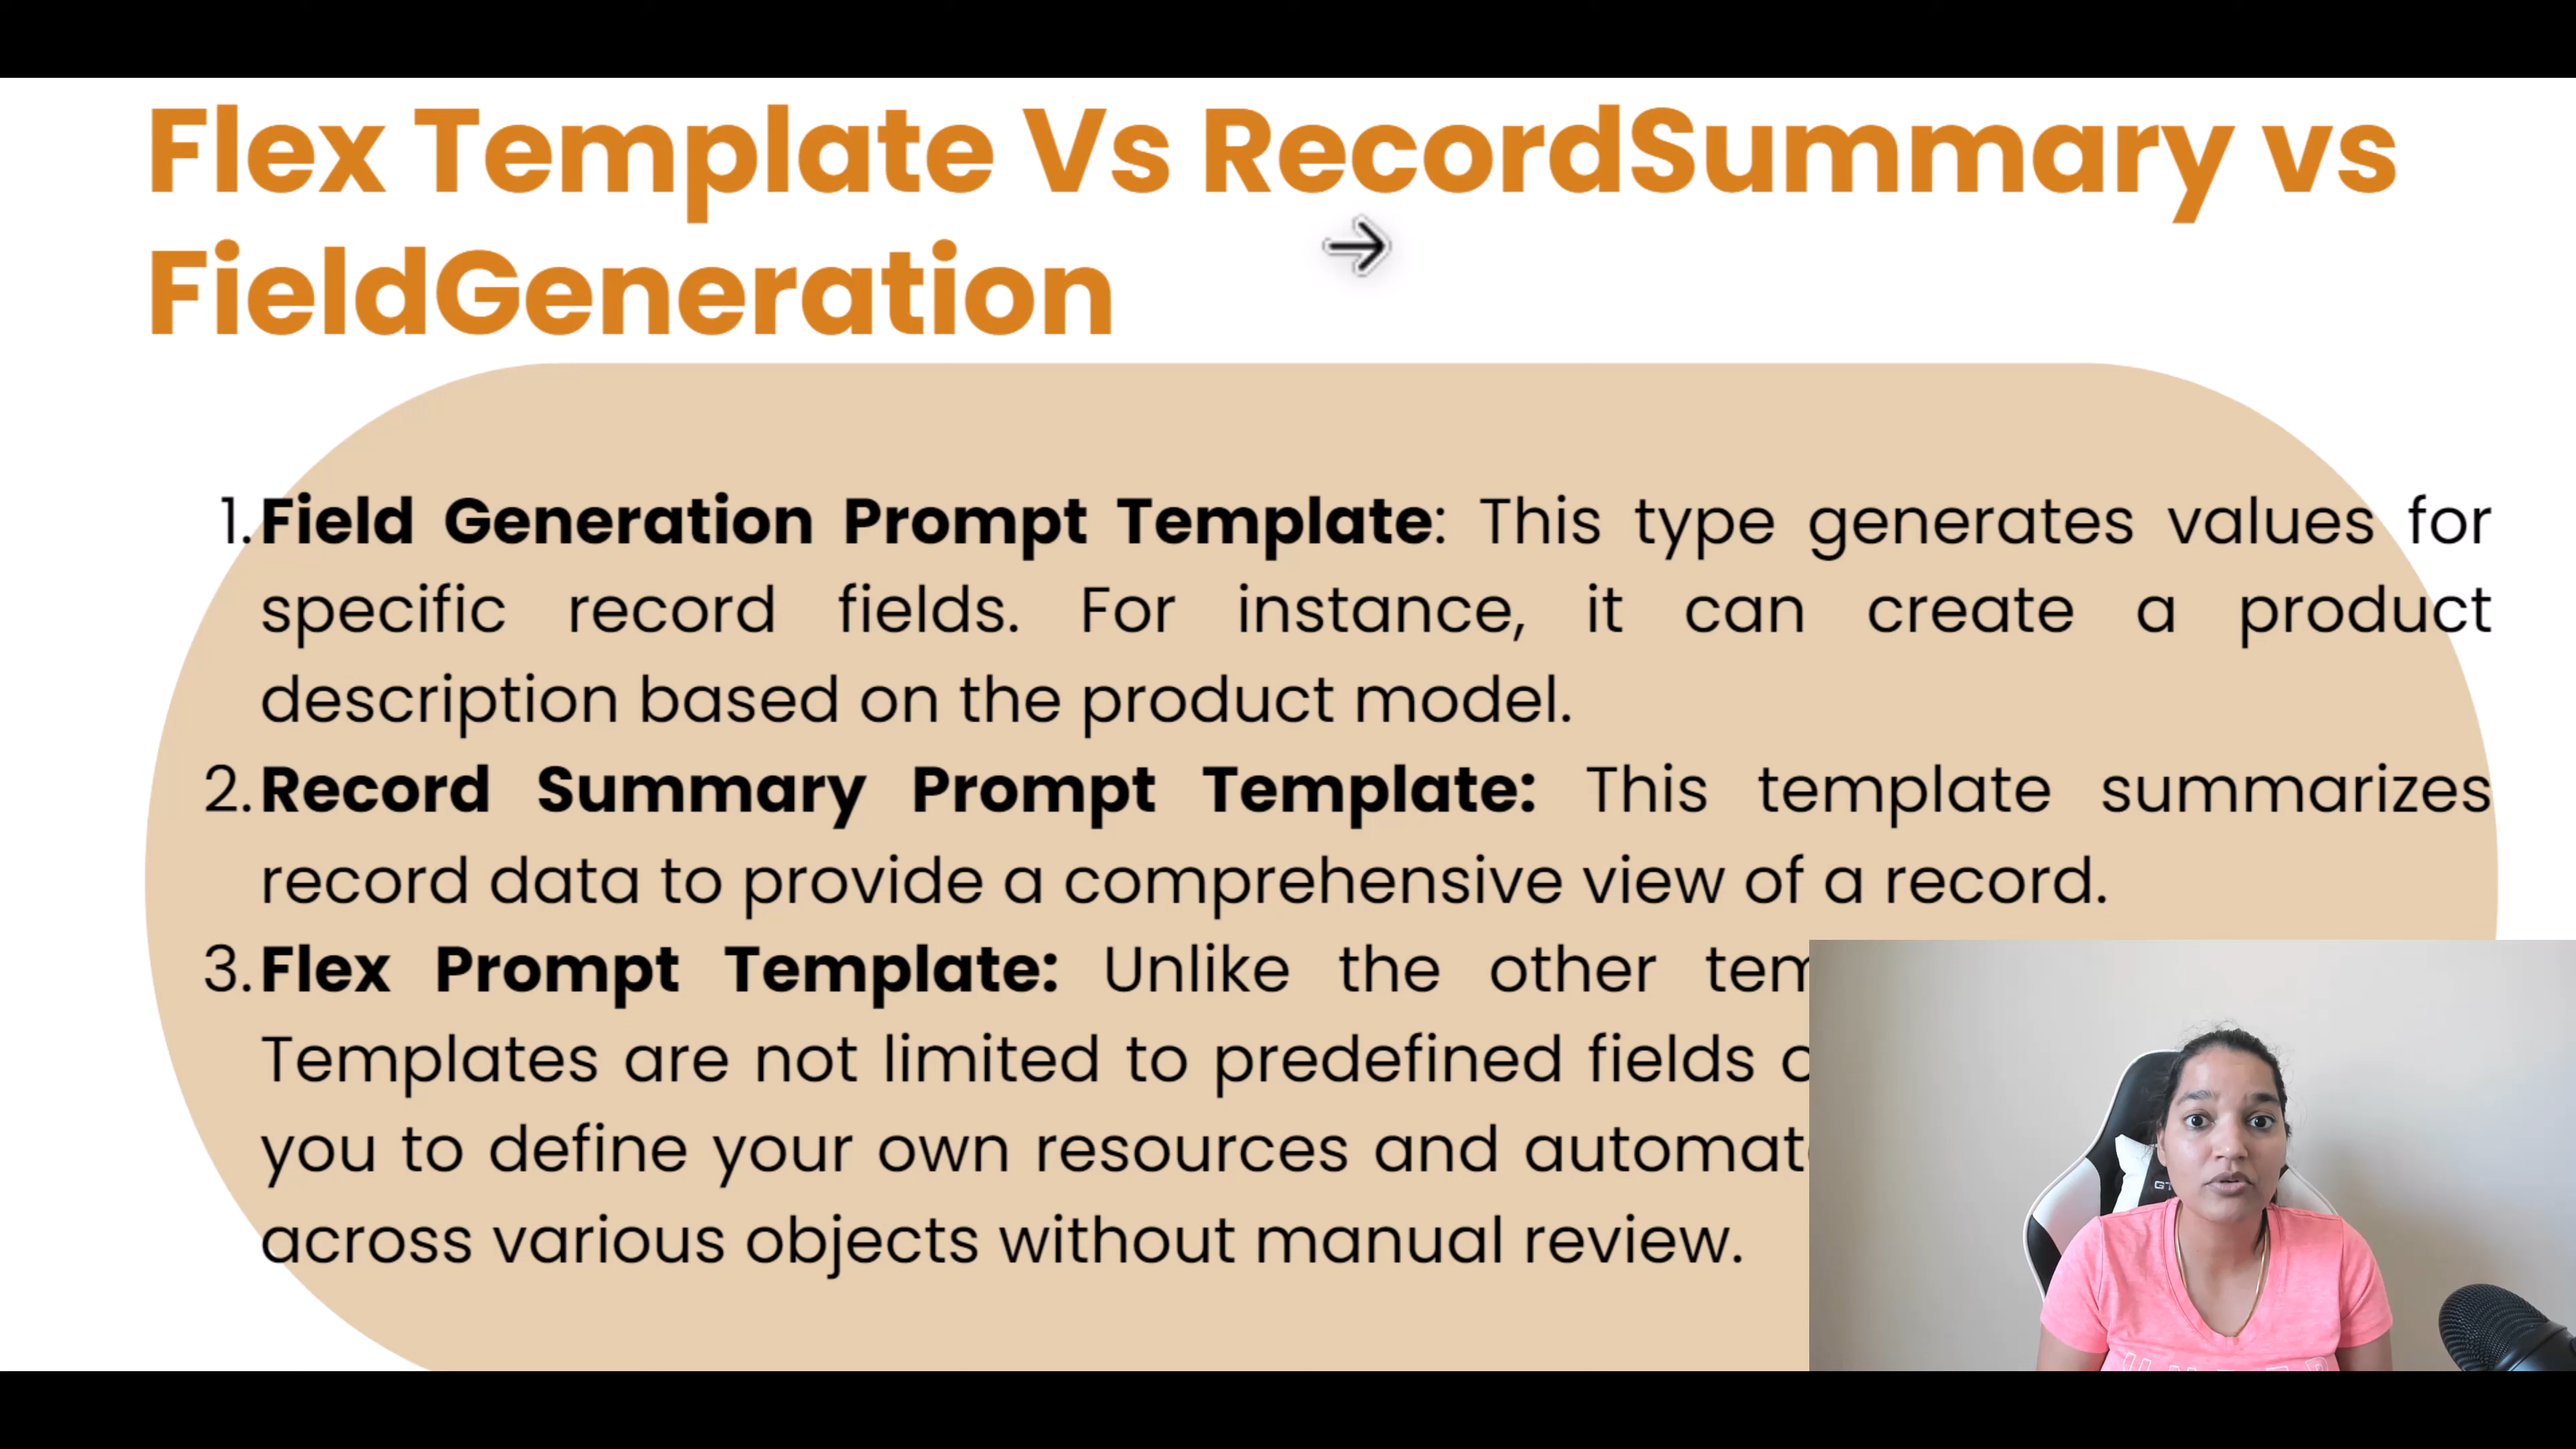 Flex Template Vs RecordSummary vs
FieldGeneration
1. Field Generation Prompt Template: This type generates values for
specific record fields. For instance, it can create a product
description based on the product model.
2. Record Summary Prompt Template: This template summarizes
record data to provide a comprehensive view of a record.
3. Flex Prompt Template: Unlike the other
Templates are not limited to predefined fields
you to define your own resources and
across various objects without manual review.